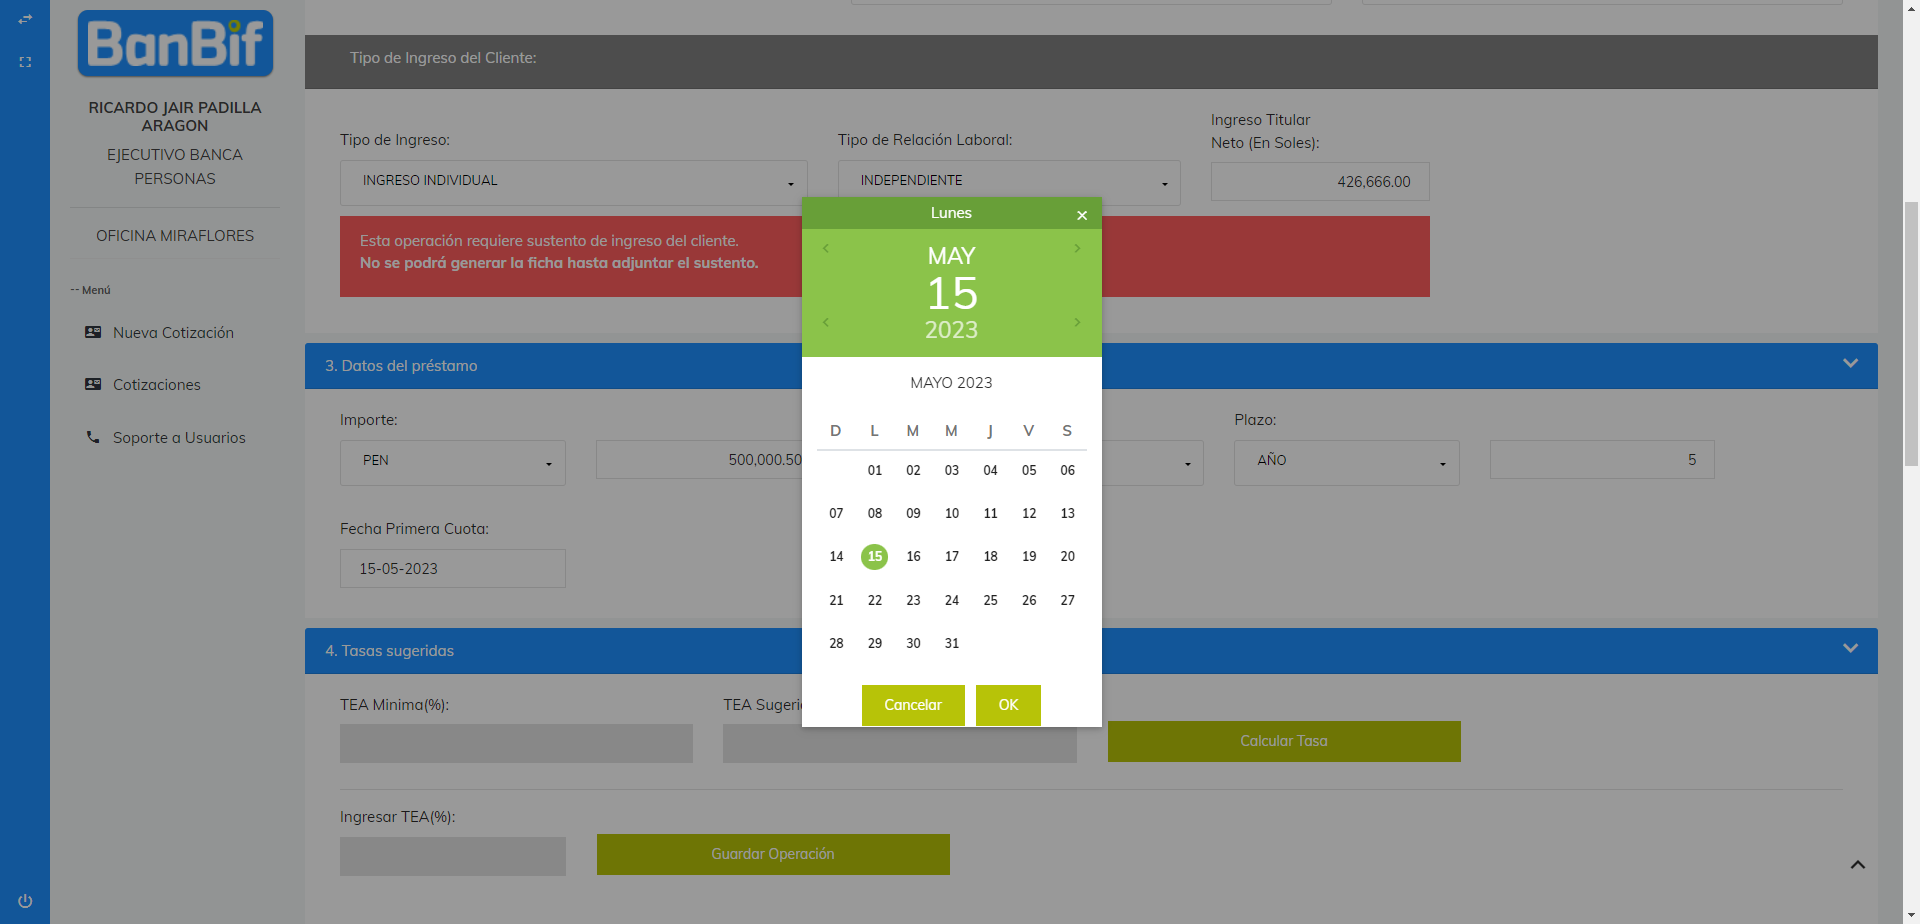 BanBif
RICARDO JAIR PADILLA
ARAGON
EJECUTIVO BANCA
PERSONAS
OFICINA MIRAFLORES
-- Menú
Nueva Cotización
Cotizaciones
Soporte a Usuarios
Tipo de Ingreso del Cliente:
Tipo de Ingreso:
INGRESO INDIVIDUAL
Tipo de Relación Laboral:
INDEPENDIENTE
Ingreso Titular
Neto (En Soles):
426,666.00
Esta operación requiere sustento de ingreso del cliente.
No se podrá generar la ficha hasta adjuntar el sustento.
3. Datos del préstamo
Importe:
PEN
500,000.50
Plazo:
AÑO
5
Fecha Primera Cuota:
15-05-2023
4. Tasas sugeridas
TEA Minima(%):
TEA Sugeri
Calcular Tasa
Ingresar TEA(%):
Guardar Operación
Lunes
MAY
15
2023
MAYO 2023
D L M M J V S
01 02 03 04 05 06
07 08 09 10 11 12 13
14 15 16 17 18 19 20
21 22 23 24 25 26 27
28 29 30 31
Cancelar OK